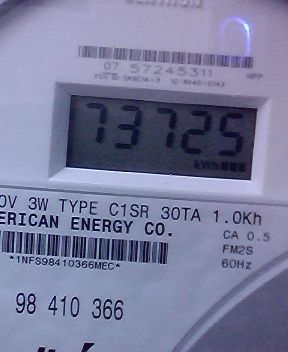 07 57245311
73725
kWh
0V 3W TYPE C1SR 30TA 1.0Kh
ERICAN ENERGY CO.
CA 0.5
FM2S
60Hz
*1NFS98410366MEC*
98 410 366